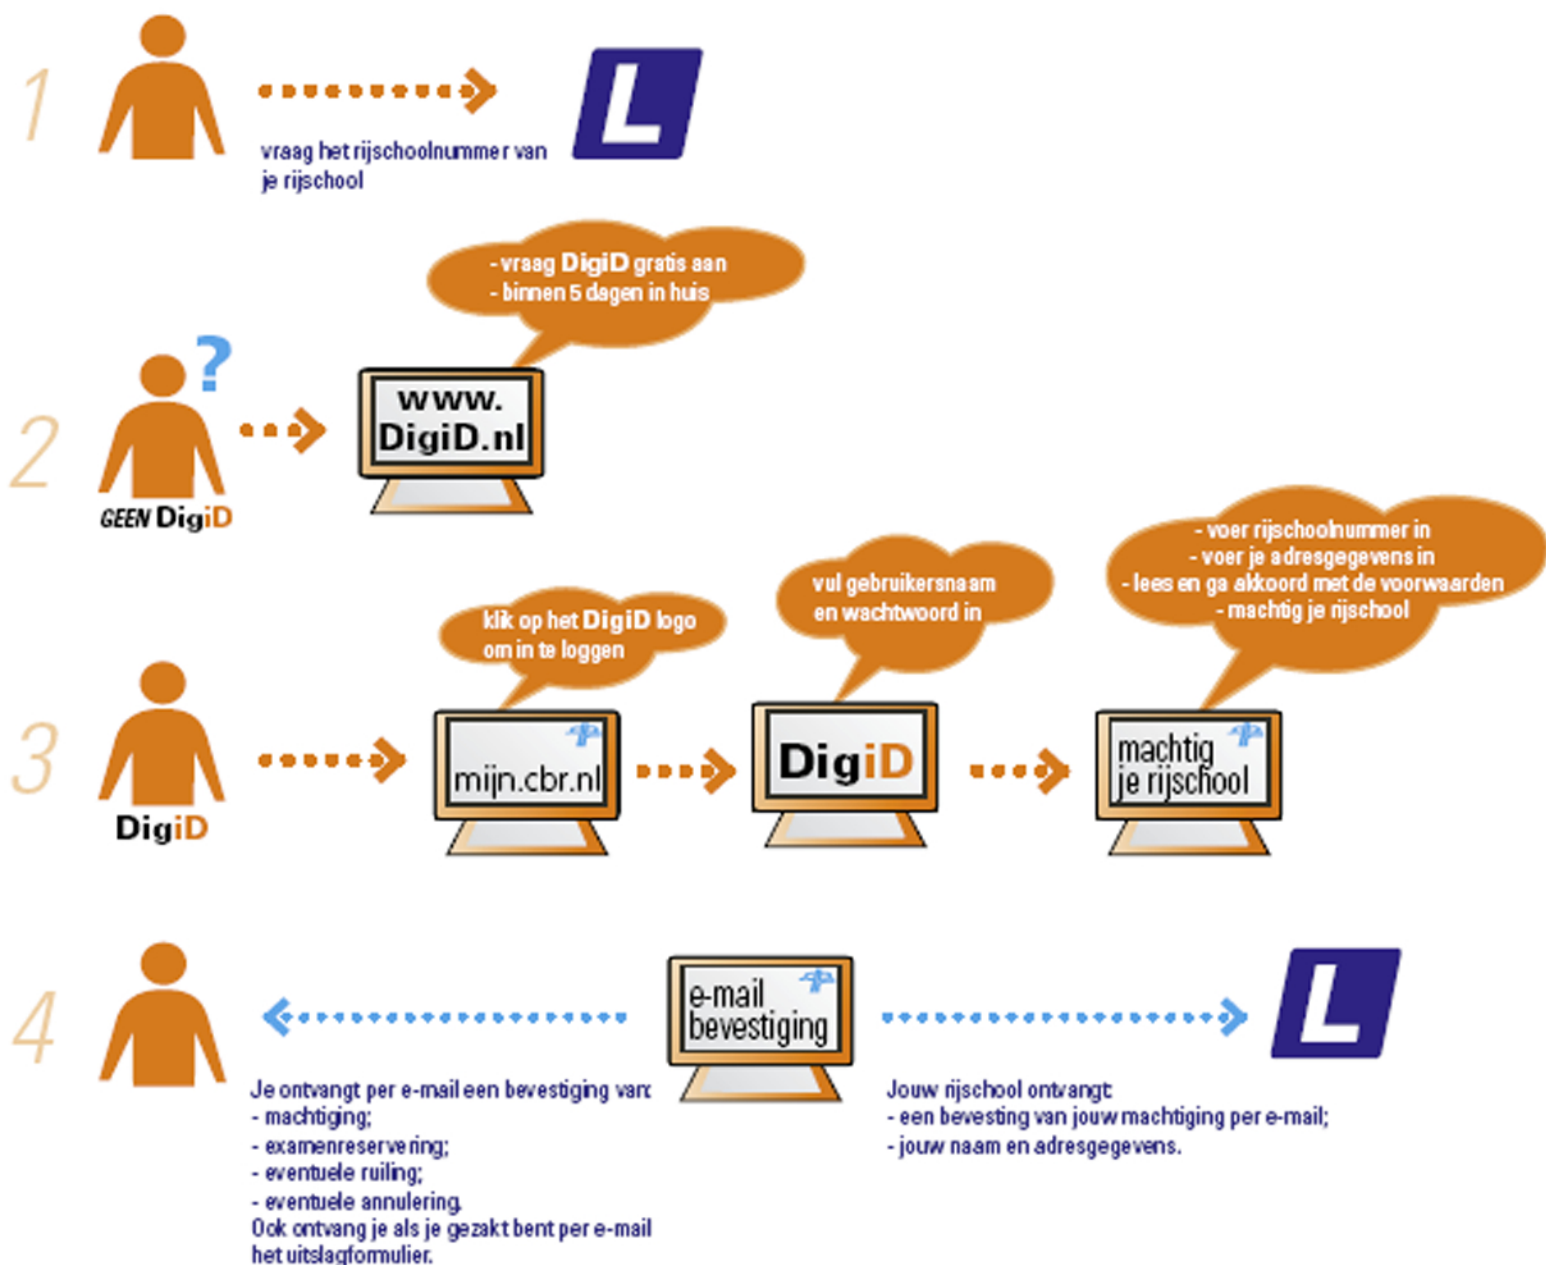 1
L
vraag het rijschoolnummer van
je rijschool
- vraag DigiD gratis aan
- binnen 5 dagen in huis
?
2
www.
DigiD.nl
GEEN DigiD
- voer rijschoolnummer in
- voer je adresgegevens in
- lees en ga akkoord met de voorwaarden
- machtig je rijschool
vul gebruikersnaam
en wachtwoord in
klik op het DigiD logo
om in te loggen
3
mijn.cbr.nl
DigiD
machtig
je rijschool
DigiD
4
e-mail
bevestiging
L
Je ontvangt per e-mail een bevestiging van:
- machtiging;
- examenreservering;
- eventuele ruiling;
- eventuele annulering.
Ook ontvang je als je gezakt bent per e-mail
het uitslagformulier.
Jouw rijschool ontvangt:
- een bevesting van jouw machtiging per e-mail;
- jouw naam en adresgegevens.